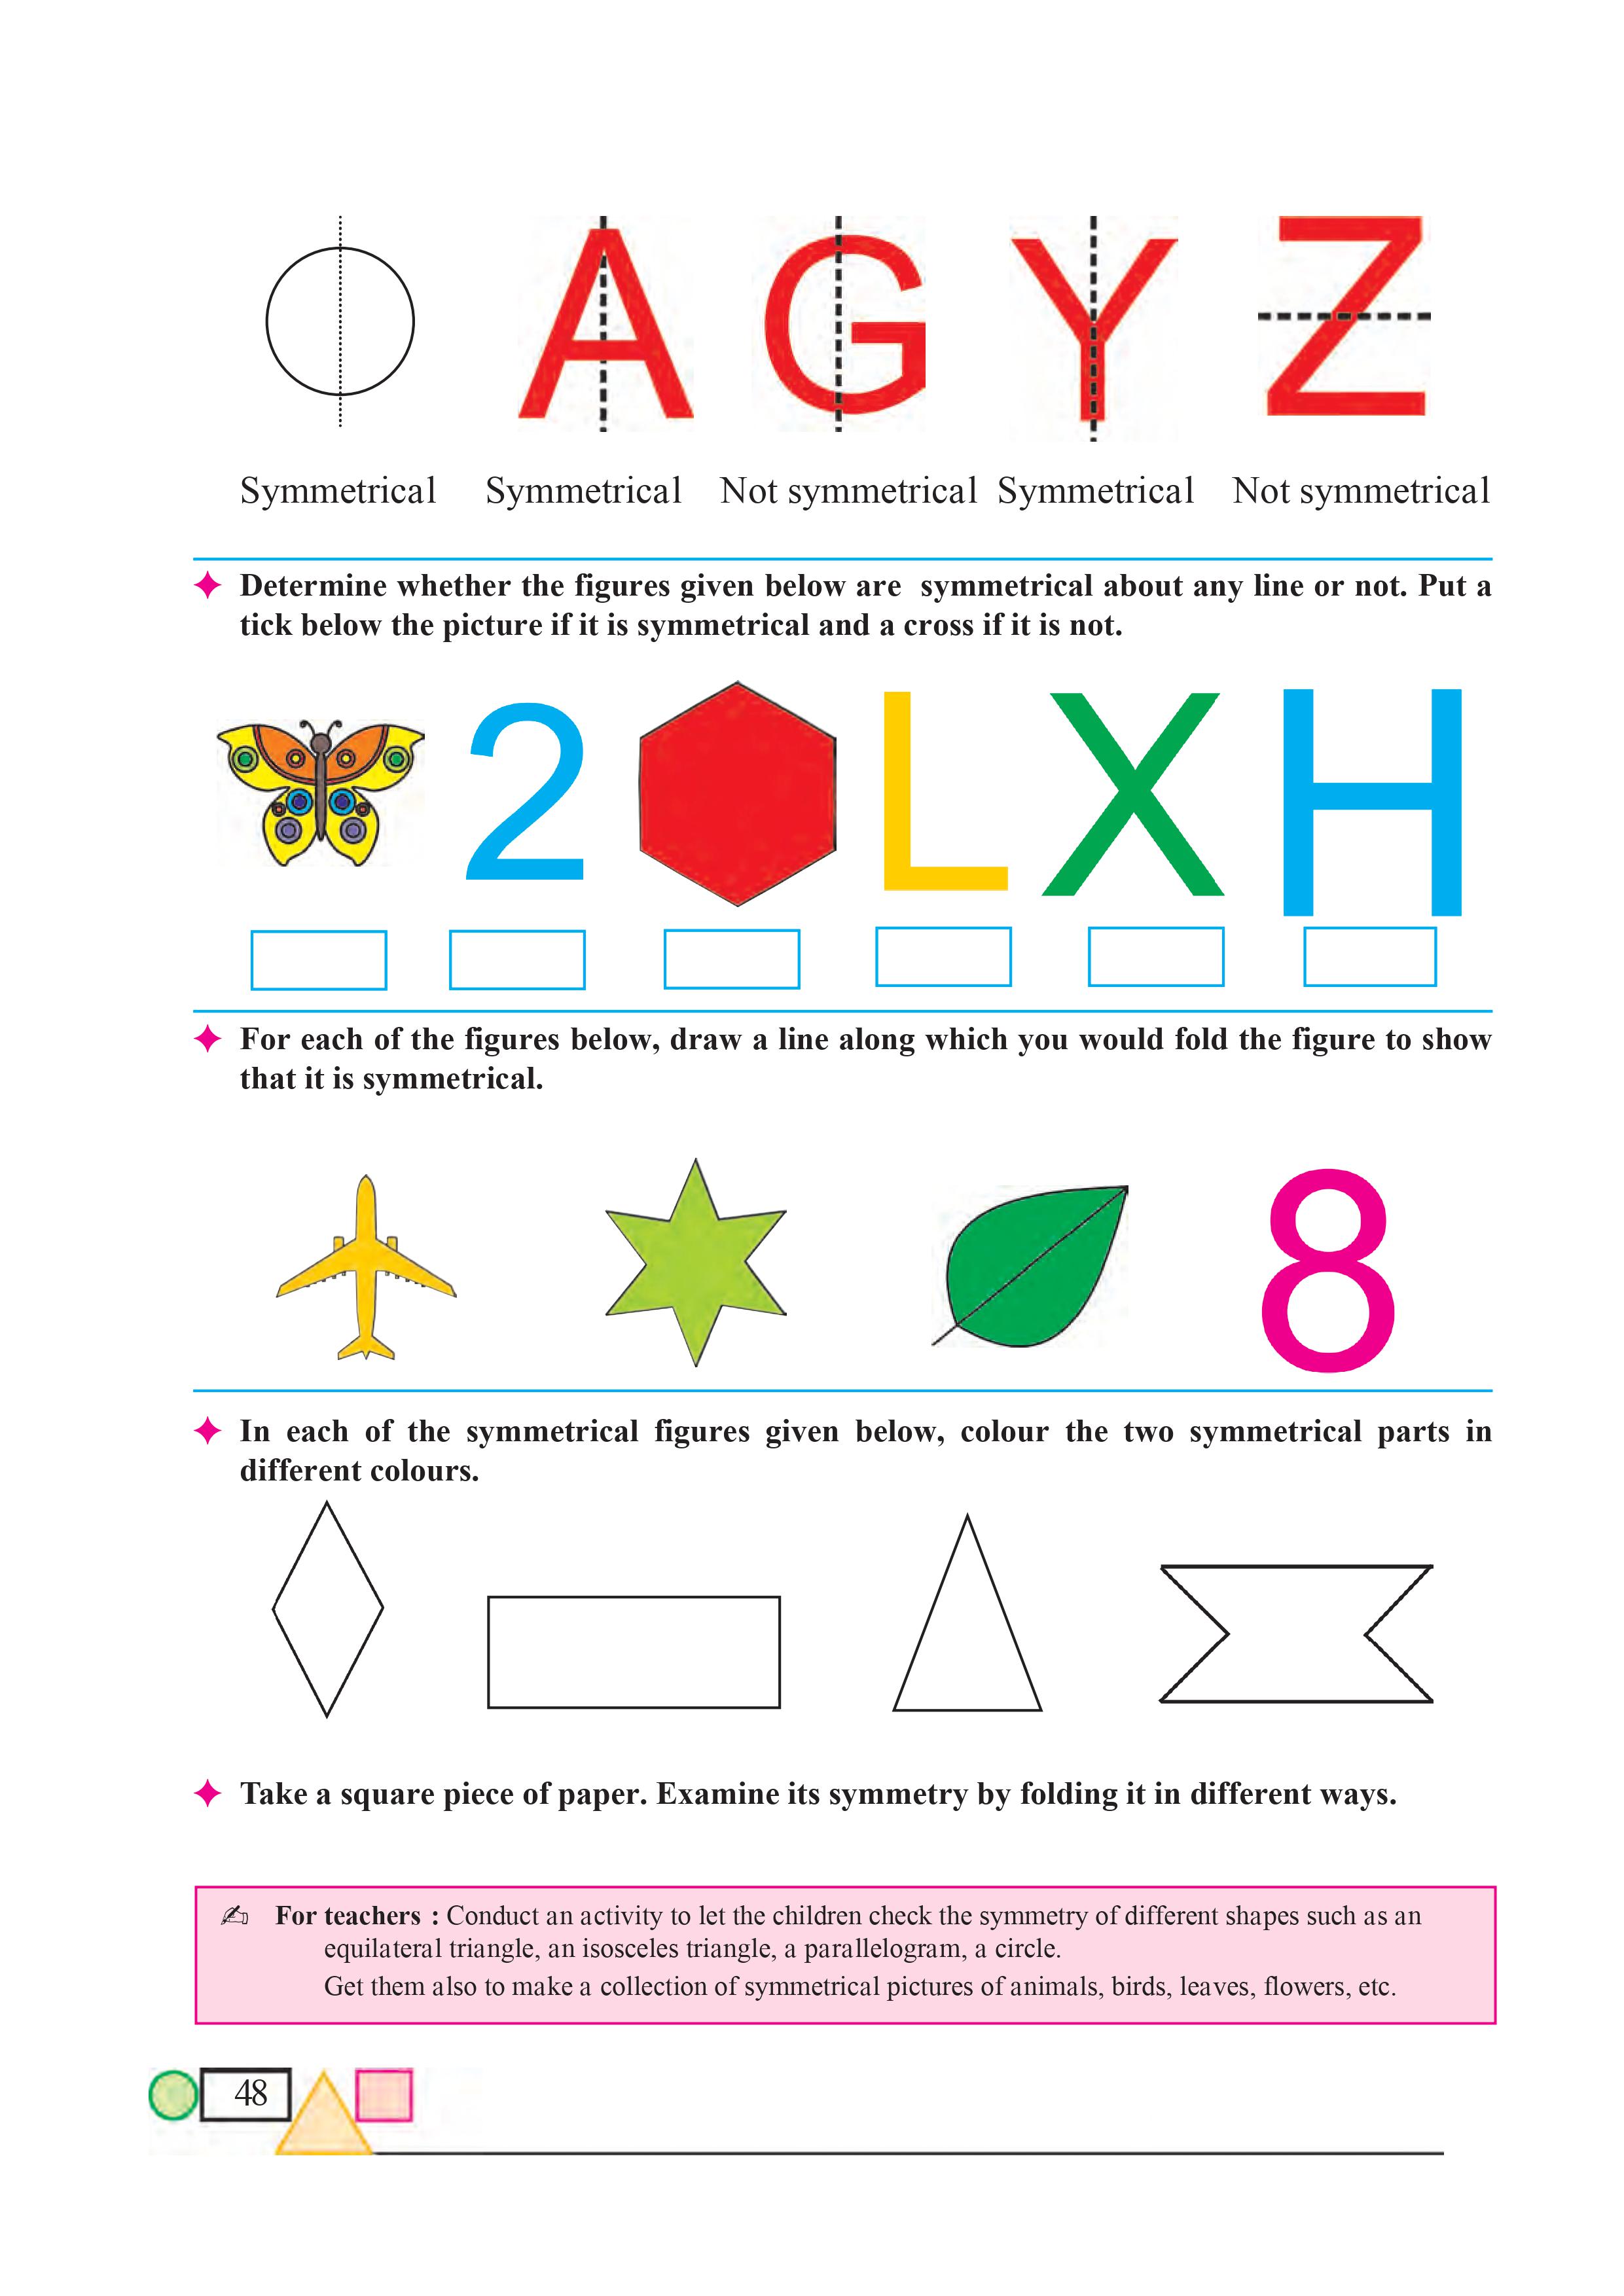 A G Y Z
Symmetrical Symmetrical Not symmetrical Symmetrical Not symmetrical
Determine whether the figures given below are symmetrical about any line or not. Put a
tick below the picture if it is symmetrical and a cross if it is not.
2 L X H
For each of the figures below, draw a line along which you would fold the figure to show
that it is symmetrical.
8
In each of the symmetrical figures given below, colour the two symmetrical parts in
different colours.
Take a square piece of paper. Examine its symmetry by folding it in different ways.
For teachers : Conduct an activity to let the children check the symmetry of different shapes such as an
equilateral triangle, an isosceles triangle, a parallelogram, a circle.
Get them also to make a collection of symmetrical pictures of animals, birds, leaves, flowers, etc.
48